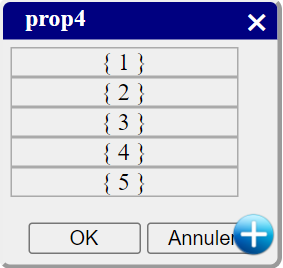 prop4
{ 1 }
{ 2 }
{ 3 }
{ 4 }
{ 5 }
OK Annuler